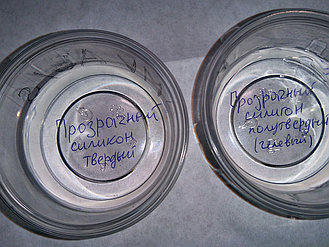 Прозрачный
силикон
твердый
Прозрачный
силикон
полутвердый
(гелевый)